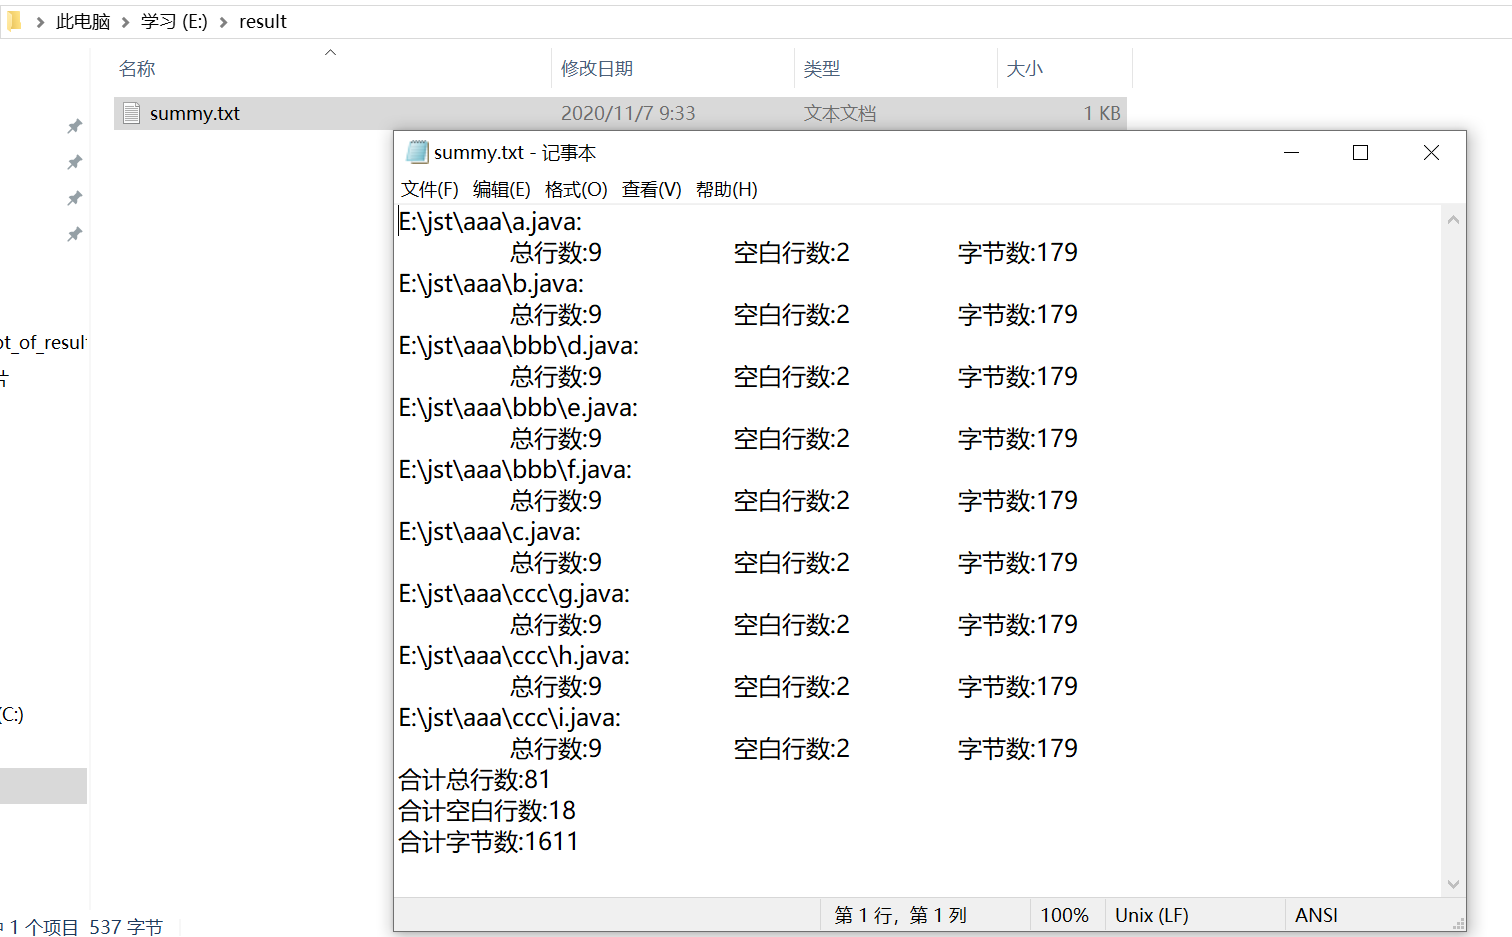 此电脑 学习 (E:) result
名称 修改日期 类型 大小
summy.txt 2020/11/7 9:33 文本文档 1 KB
summy.txt - 记事本
文件(F) 编辑(E) 格式(O) 查看(V) 帮助(H)
E:\jst\aaa\a.java:
总行数:9 空白行数:2 字节数:179
E:\jst\aaa\b.java:
总行数:9 空白行数:2 字节数:179
E:\jst\aaa\bbb\d.java:
总行数:9 空白行数:2 字节数:179
E:\jst\aaa\bbb\e.java:
总行数:9 空白行数:2 字节数:179
E:\jst\aaa\bbb\f.java:
总行数:9 空白行数:2 字节数:179
E:\jst\aaa\c.java:
总行数:9 空白行数:2 字节数:179
E:\jst\aaa\ccc\g.java:
总行数:9 空白行数:2 字节数:179
E:\jst\aaa\ccc\h.java:
总行数:9 空白行数:2 字节数:179
E:\jst\aaa\ccc\i.java:
总行数:9 空白行数:2 字节数:179
合计总行数:81
合计空白行数:18
合计字节数:1611
第 1 行，第 1 列 100% Unix (LF) ANSI
片
(C:)
1 个项目 537 字节